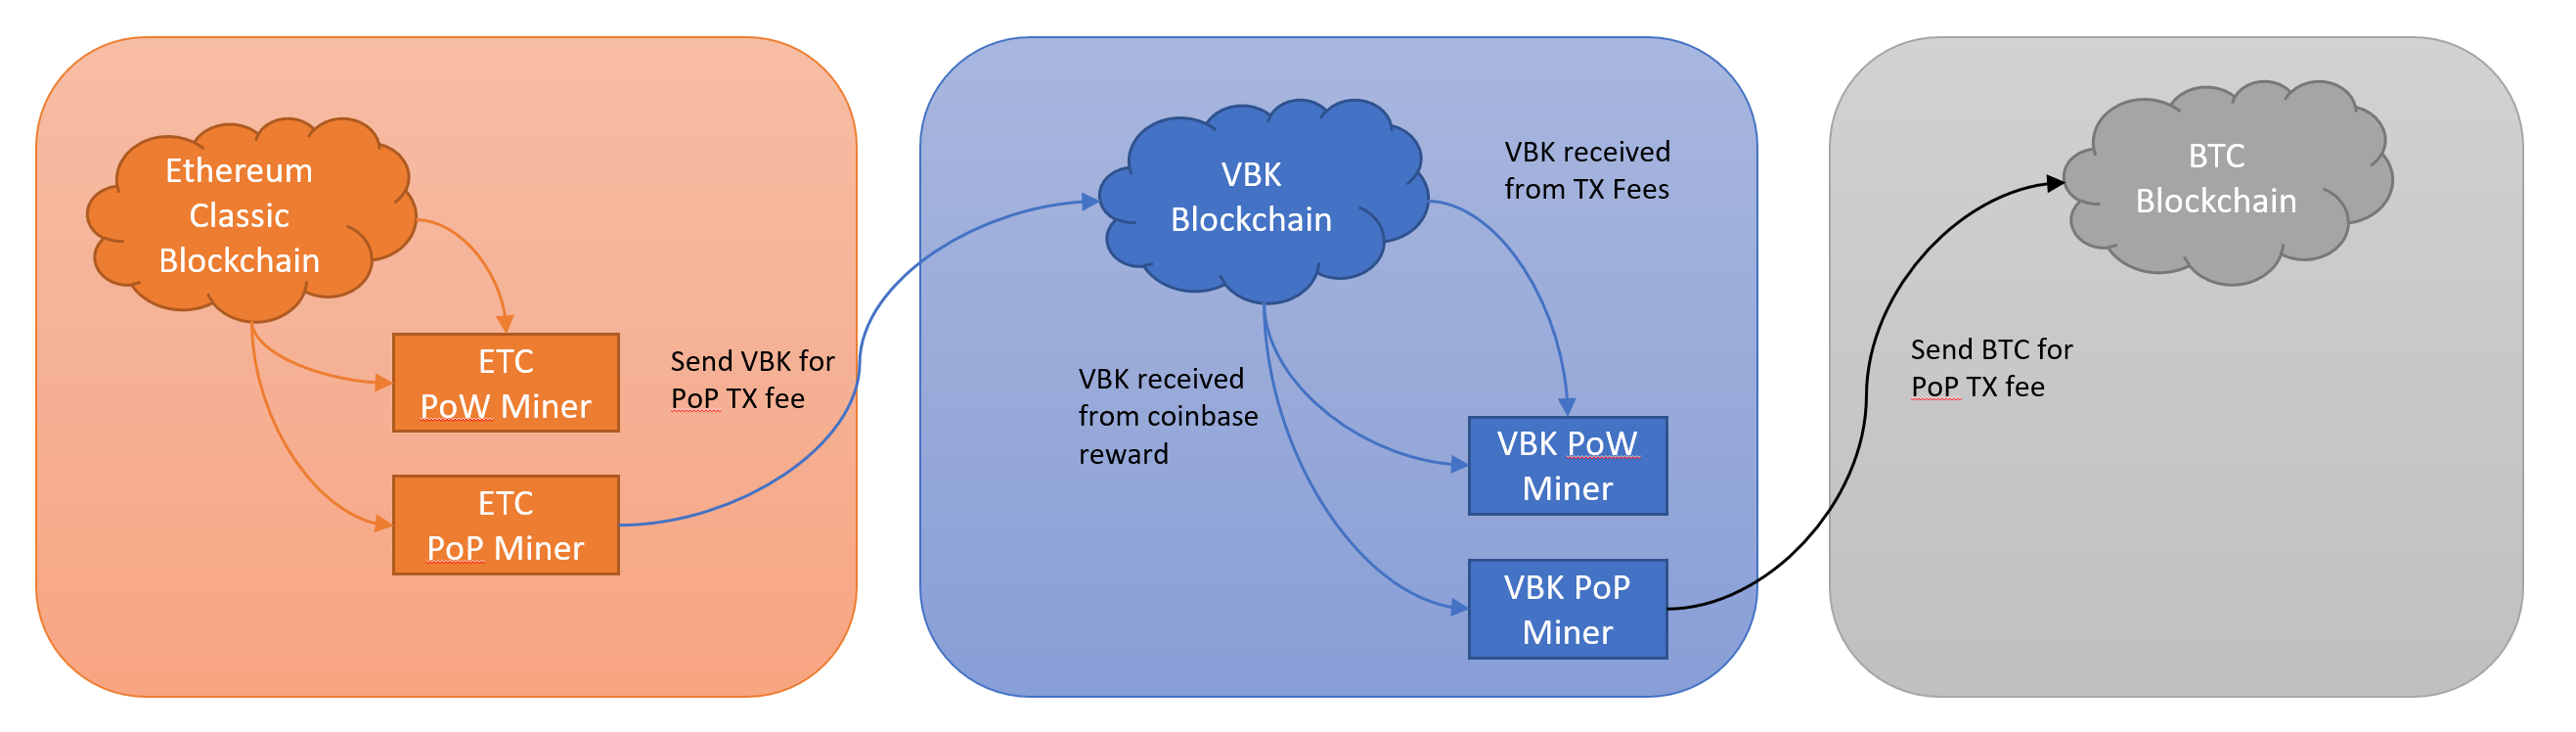 Ethereum
Classic
Blockchain
ETC
PoW Miner
ETC
PoP Miner
Send VBK for
PoP TX fee
VBK
Blockchain
VBK received
from TX Fees
VBK received
from coinbase
reward
VBK PoW
Miner
VBK PoP
Miner
BTC
Blockchain
Send BTC for
PoP TX fee